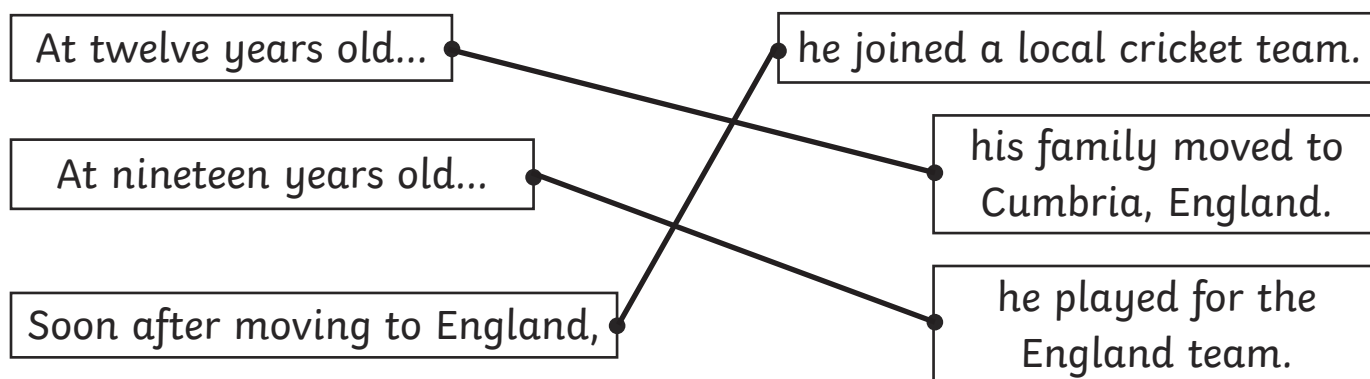 At twelve years old...
he joined a local cricket team.
At nineteen years old...
his family moved to
Cumbria, England.
Soon after moving to England,
he played for the
England team.